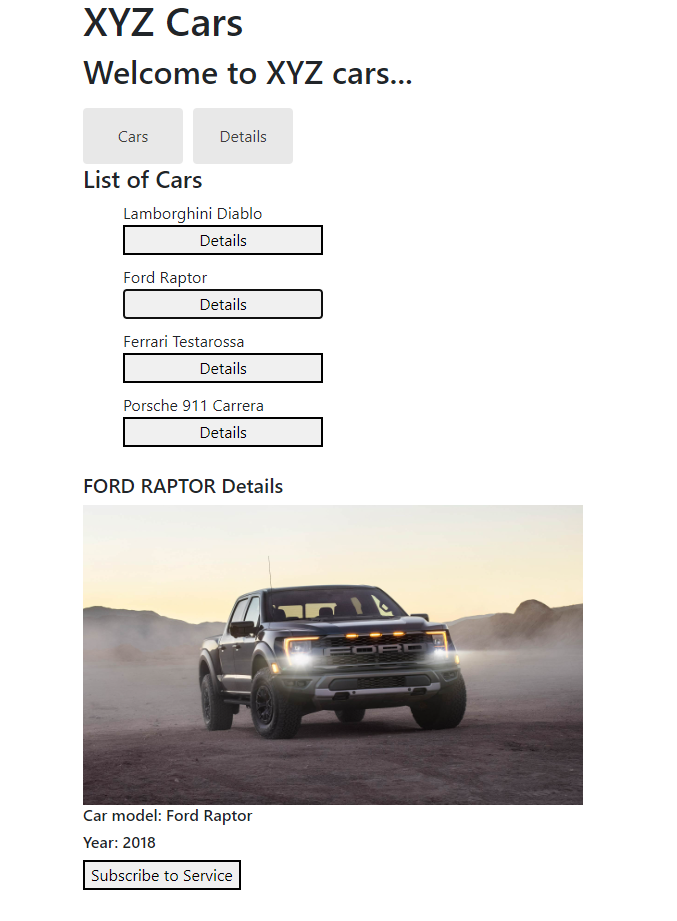 XYZ Cars
Welcome to XYZ cars...
Cars Details
List of Cars
Lamborghini Diablo
Details
Ford Raptor
Details
Ferrari Testarossa
Details
Porsche 911 Carrera
Details
FORD RAPTOR Details
FORD
Car model: Ford Raptor
Year: 2018
Subscribe to Service